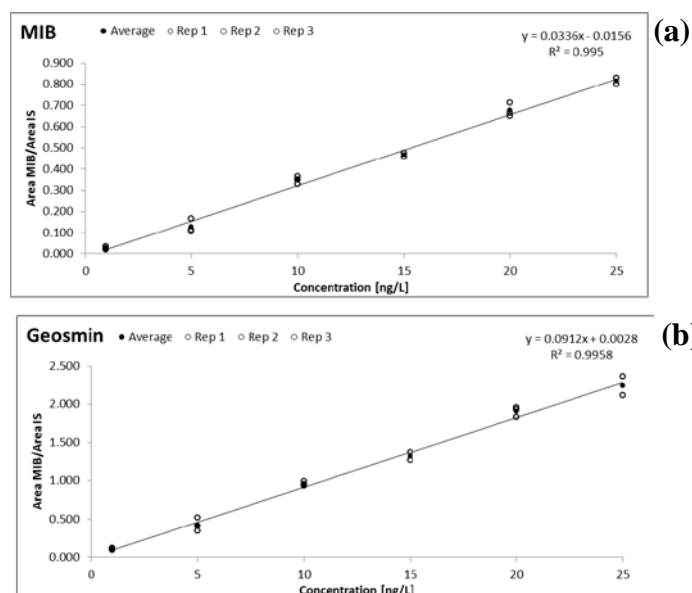 MIB ● Average ○ Rep 1 ○ Rep 2 ○ Rep 3
y = 0.0336x - 0.0156
R² = 0.995
(a)
Area MIB/Area IS
0.900
0.800
0.700
0.600
0.500
0.400
0.300
0.200
0.100
0.000
0 5 10 15 20 25
Concentration [ng/L]
Geosmin ● Average ○ Rep 1 ○ Rep 2 ○ Rep 3
y = 0.0912x + 0.0028
R² = 0.9958
(b)
Area MIB/Area IS
2.500
2.000
1.500
1.000
0.500
0.000
0 5 10 15 20 25
Concentration [ng/L]